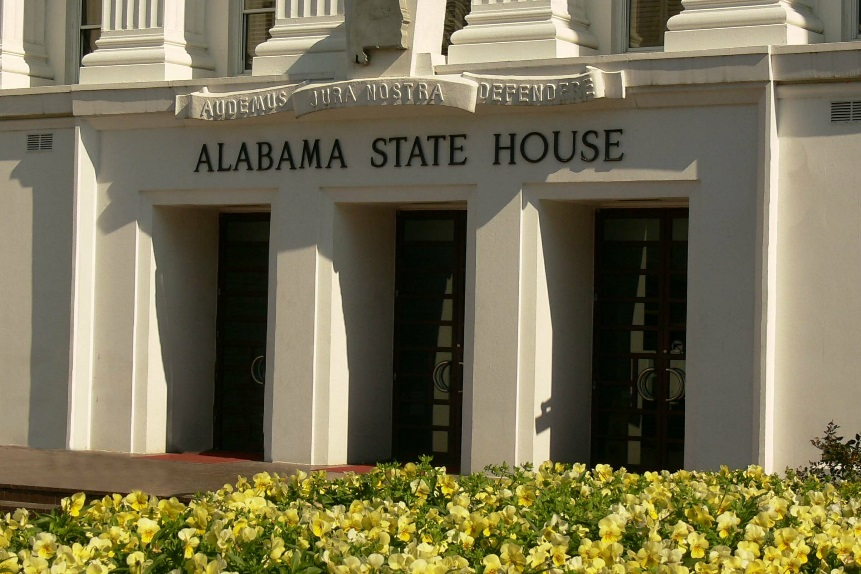 AUDEMUS JURA NOSTRA DEFENDERE
ALABAMA STATE HOUSE